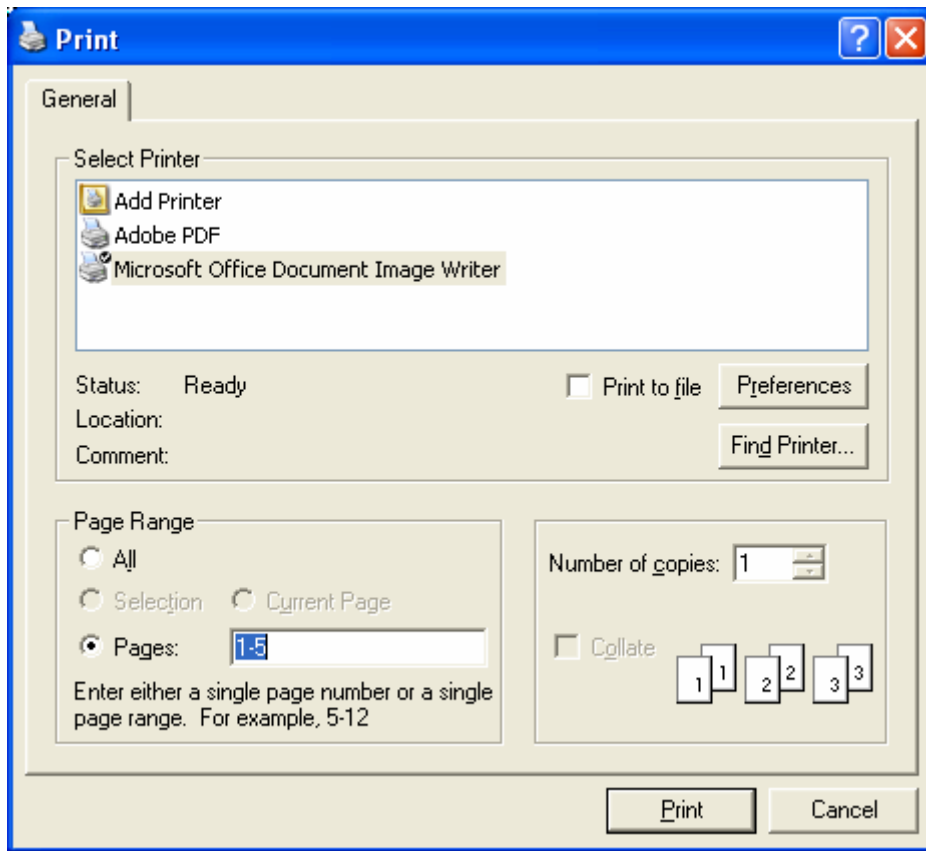 Print
General
Select Printer
Add Printer
Adobe PDF
Microsoft Office Document Image Writer
Status: Ready
Print to file
Preferences
Location:
Comment:
Find Printer...
Page Range
All
Selection
Current Page
Pages: 1-5
Enter either a single page number or a single
page range. For example, 5-12
Number of copies: 1
Collate
1 1 2 2 3 3
Print
Cancel